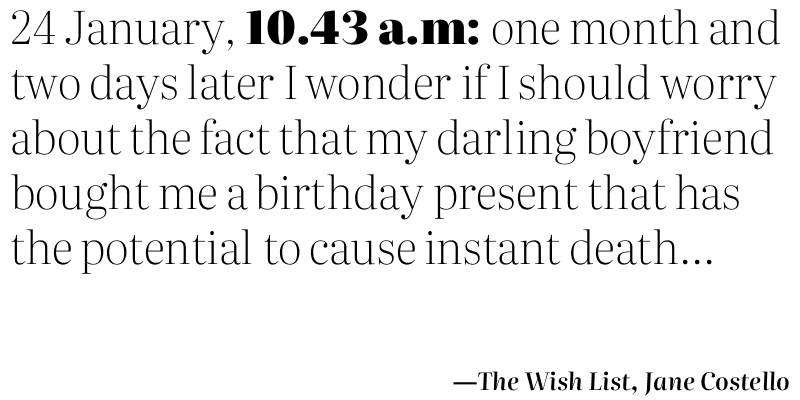 24 January, 10.43 a.m: one month and
two days later I wonder if I should worry
about the fact that my darling boyfriend
bought me a birthday present that has
the potential to cause instant death...
—The Wish List, Jane Costello